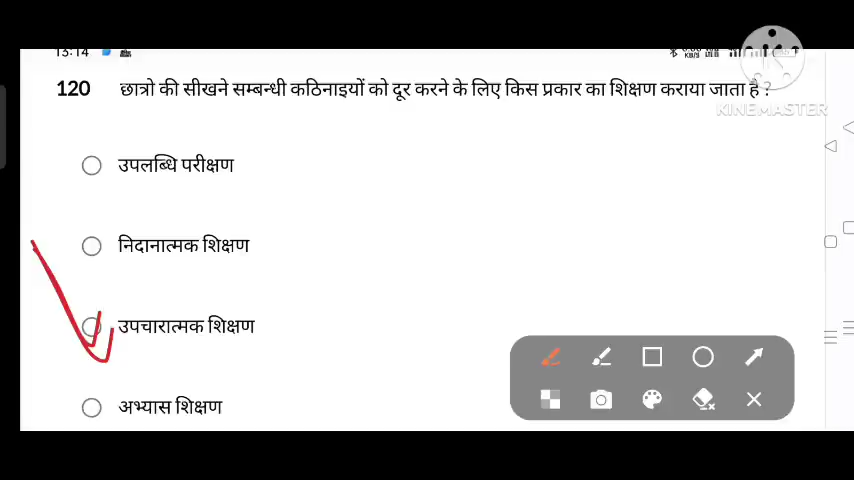 13:14
120 छात्रो की सीखने सम्बन्धी कठिनाइयों को दूर करने के लिए किस प्रकार का शिक्षण कराया जाता है ?
KINEMASTER
उपलब्धि परीक्षण
निदानात्मक शिक्षण
उपचारात्मक शिक्षण
अभ्यास शिक्षण